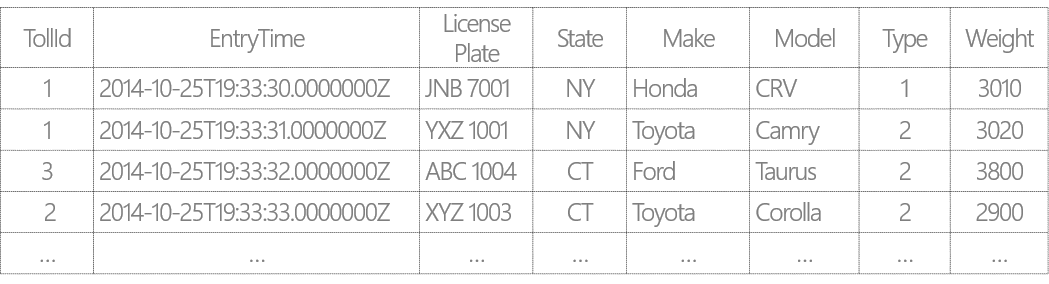 TollId EntryTime License Plate State Make Model Type Weight
1 2014-10-25T19:33:30.0000000Z JNB 7001 NY Honda CRV 1 3010
1 2014-10-25T19:33:31.0000000Z YXZ 1001 NY Toyota Camry 2 3020
3 2014-10-25T19:33:32.0000000Z ABC 1004 CT Ford Taurus 2 3800
2 2014-10-25T19:33:33.0000000Z XYZ 1003 CT Toyota Corolla 2 2900
... ... ... ... ... ... ... ...